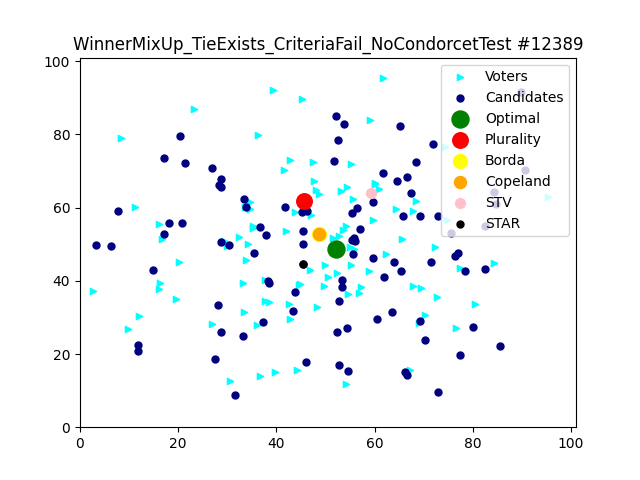 WinnerMixUp_TieExists_CriteriaFail_NoCondorcetTest #12389
100
80
60
40
20
0
0
20
40
60
80
100
Voters
Candidates
Optimal
Plurality
Borda
Copeland
STV
STAR